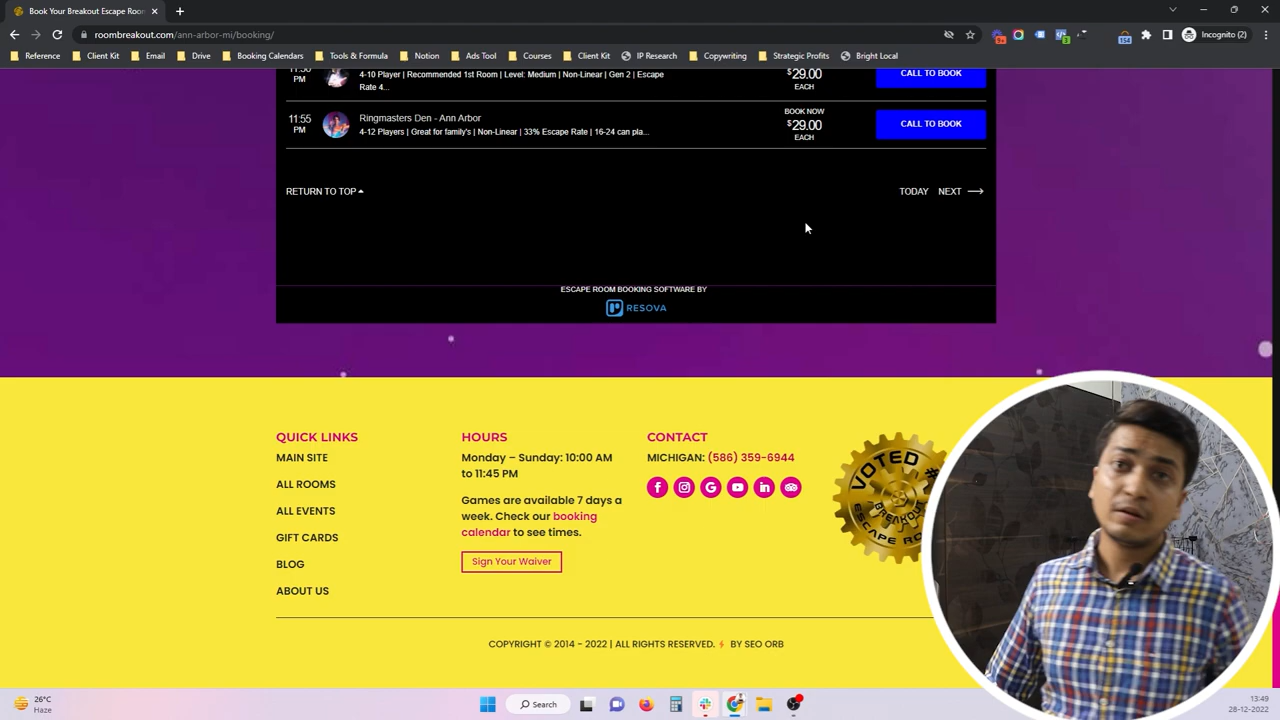 Book Your Breakout Escape Room
roombreakout.com/ann-arbor-mi/booking/
Incognito (2)
Reference
Client Kit
Email
Drive
Booking Calendars
Tools & Formula
Notion
Ads Tool
Courses
Client Kit
IP Research
Copywriting
Strategic Profits
Bright Local
PM
4-10 Player | Recommended 1st Room | Level: Medium | Non-Linear | Gen 2 | Escape
Rate 4...
$29.00
EACH
CALL TO BOOK
11:55
PM
Ringmasters Den - Ann Arbor
4-12 Players | Great for family's | Non-Linear | 33% Escape Rate | 16-24 can pla...
BOOK NOW
$29.00
EACH
CALL TO BOOK
RETURN TO TOP
TODAY
NEXT
ESCAPE ROOM BOOKING SOFTWARE BY
RESOVA
QUICK LINKS
MAIN SITE
ALL ROOMS
ALL EVENTS
GIFT CARDS
BLOG
ABOUT US
HOURS
Monday – Sunday: 10:00 AM
to 11:45 PM
Games are available 7 days a
week. Check our booking
calendar to see times.
Sign Your Waiver
CONTACT
MICHIGAN: (586) 359-6944
VOTED #
BREAKOUT
ESCAPE RO
COPYRIGHT © 2014 - 2022 | ALL RIGHTS RESERVED. ⚡ BY SEO ORB
26°C
Haze
Search
13:49
28-12-2022